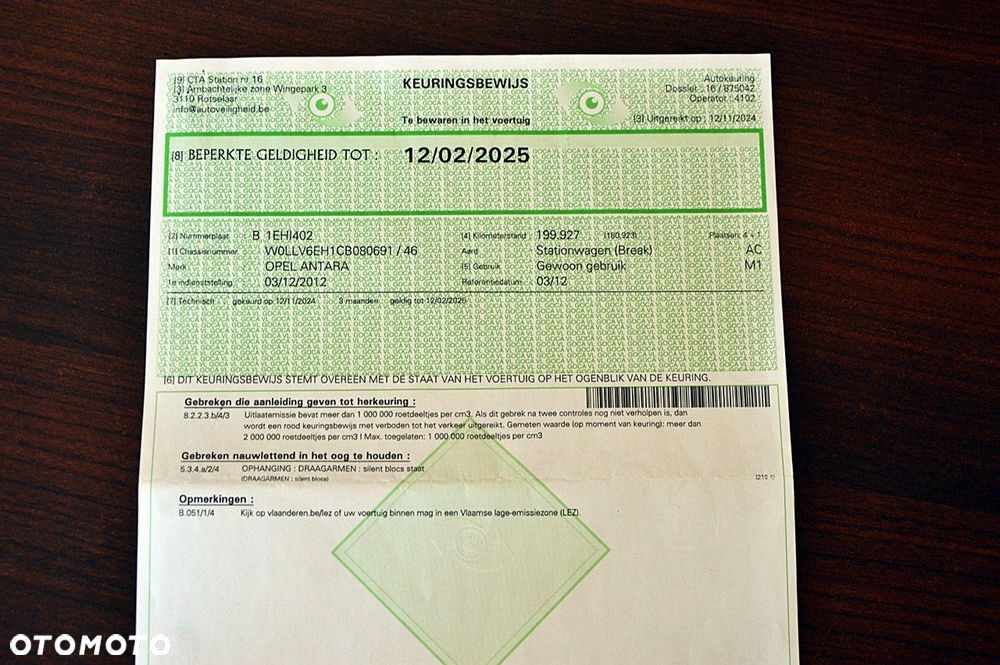 [9] CTA Station nr 16
[3] Ambachtelijke zone Wingepark 3
3110 Rotselaar
info@autoveiligheid.be
KEURINGSBEWIJS
Te bewaren in het voertuig
Autokeuring
Dossier : 16 / 875042
Operator : 4102
[3] Uitgereikt op : 12/11/2024
[8] BEPERKTE GELDIGHEID TOT : 12/02/2025
[2] Nummerplaat : B 1EHI402 [4] Kilometerstand : 199.927 (180.923) Plaatsen: 4 + 1
[1] Chassisnummer : W0LLV6EH1CB080691 / 46 Aard : Stationwagen (Break) AC
Merk : OPEL ANTARA [5] Gebruik : Gewoon gebruik M1
1e indienststelling : 03/12/2012 Referentiedatum : 03/12
[7] Technisch : gekeurd op 12/11/2024 3 maanden : geldig tot 12/02/2025
[6] DIT KEURINGSBEWIJS STEMT OVEREEN MET DE STAAT VAN HET VOERTUIG OP HET OGENBLIK VAN DE KEURING.
Gebreken die aanleiding geven tot herkeuring :
8.2.2.3.b/4/3 Uitlaatemissie bevat meer dan 1 000 000 roetdeeltjes per cm3. Als dit gebrek na twee controles nog niet verholpen is, dan
wordt een rood keuringsbewijs met verboden tot het verkeer uitgereikt. Gemeten waarde (op moment van keuring): meer dan
2 000 000 roetdeeltjes per cm3 I Max. toegelaten: 1 000 000 roetdeeltjes per cm3
Gebreken nauwlettend in het oog te houden :
5.3.4.a/2/4 OPHANGING : DRAAGARMEN : silent blocs staat
(DRAAGARMEN : silent blocs)
Opmerkingen :
B.051/1/4 Kijk op vlaanderen.be/lez of uw voertuig binnen mag in een Vlaamse lage-emissiezone (LEZ).
OTOMOTO